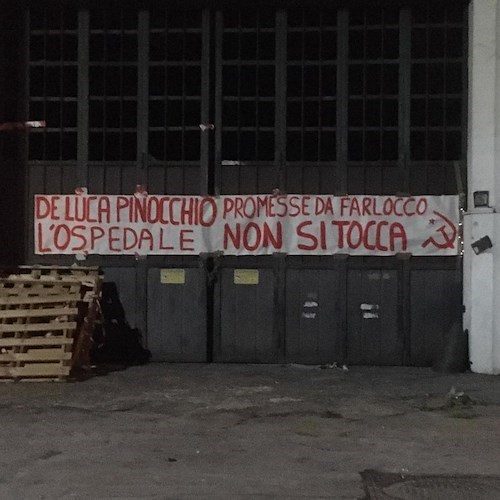 DE LUCA PINOCCHIO PROMESSE DA FARLOCCO
L'OSPEDALE NON SI TOCCA